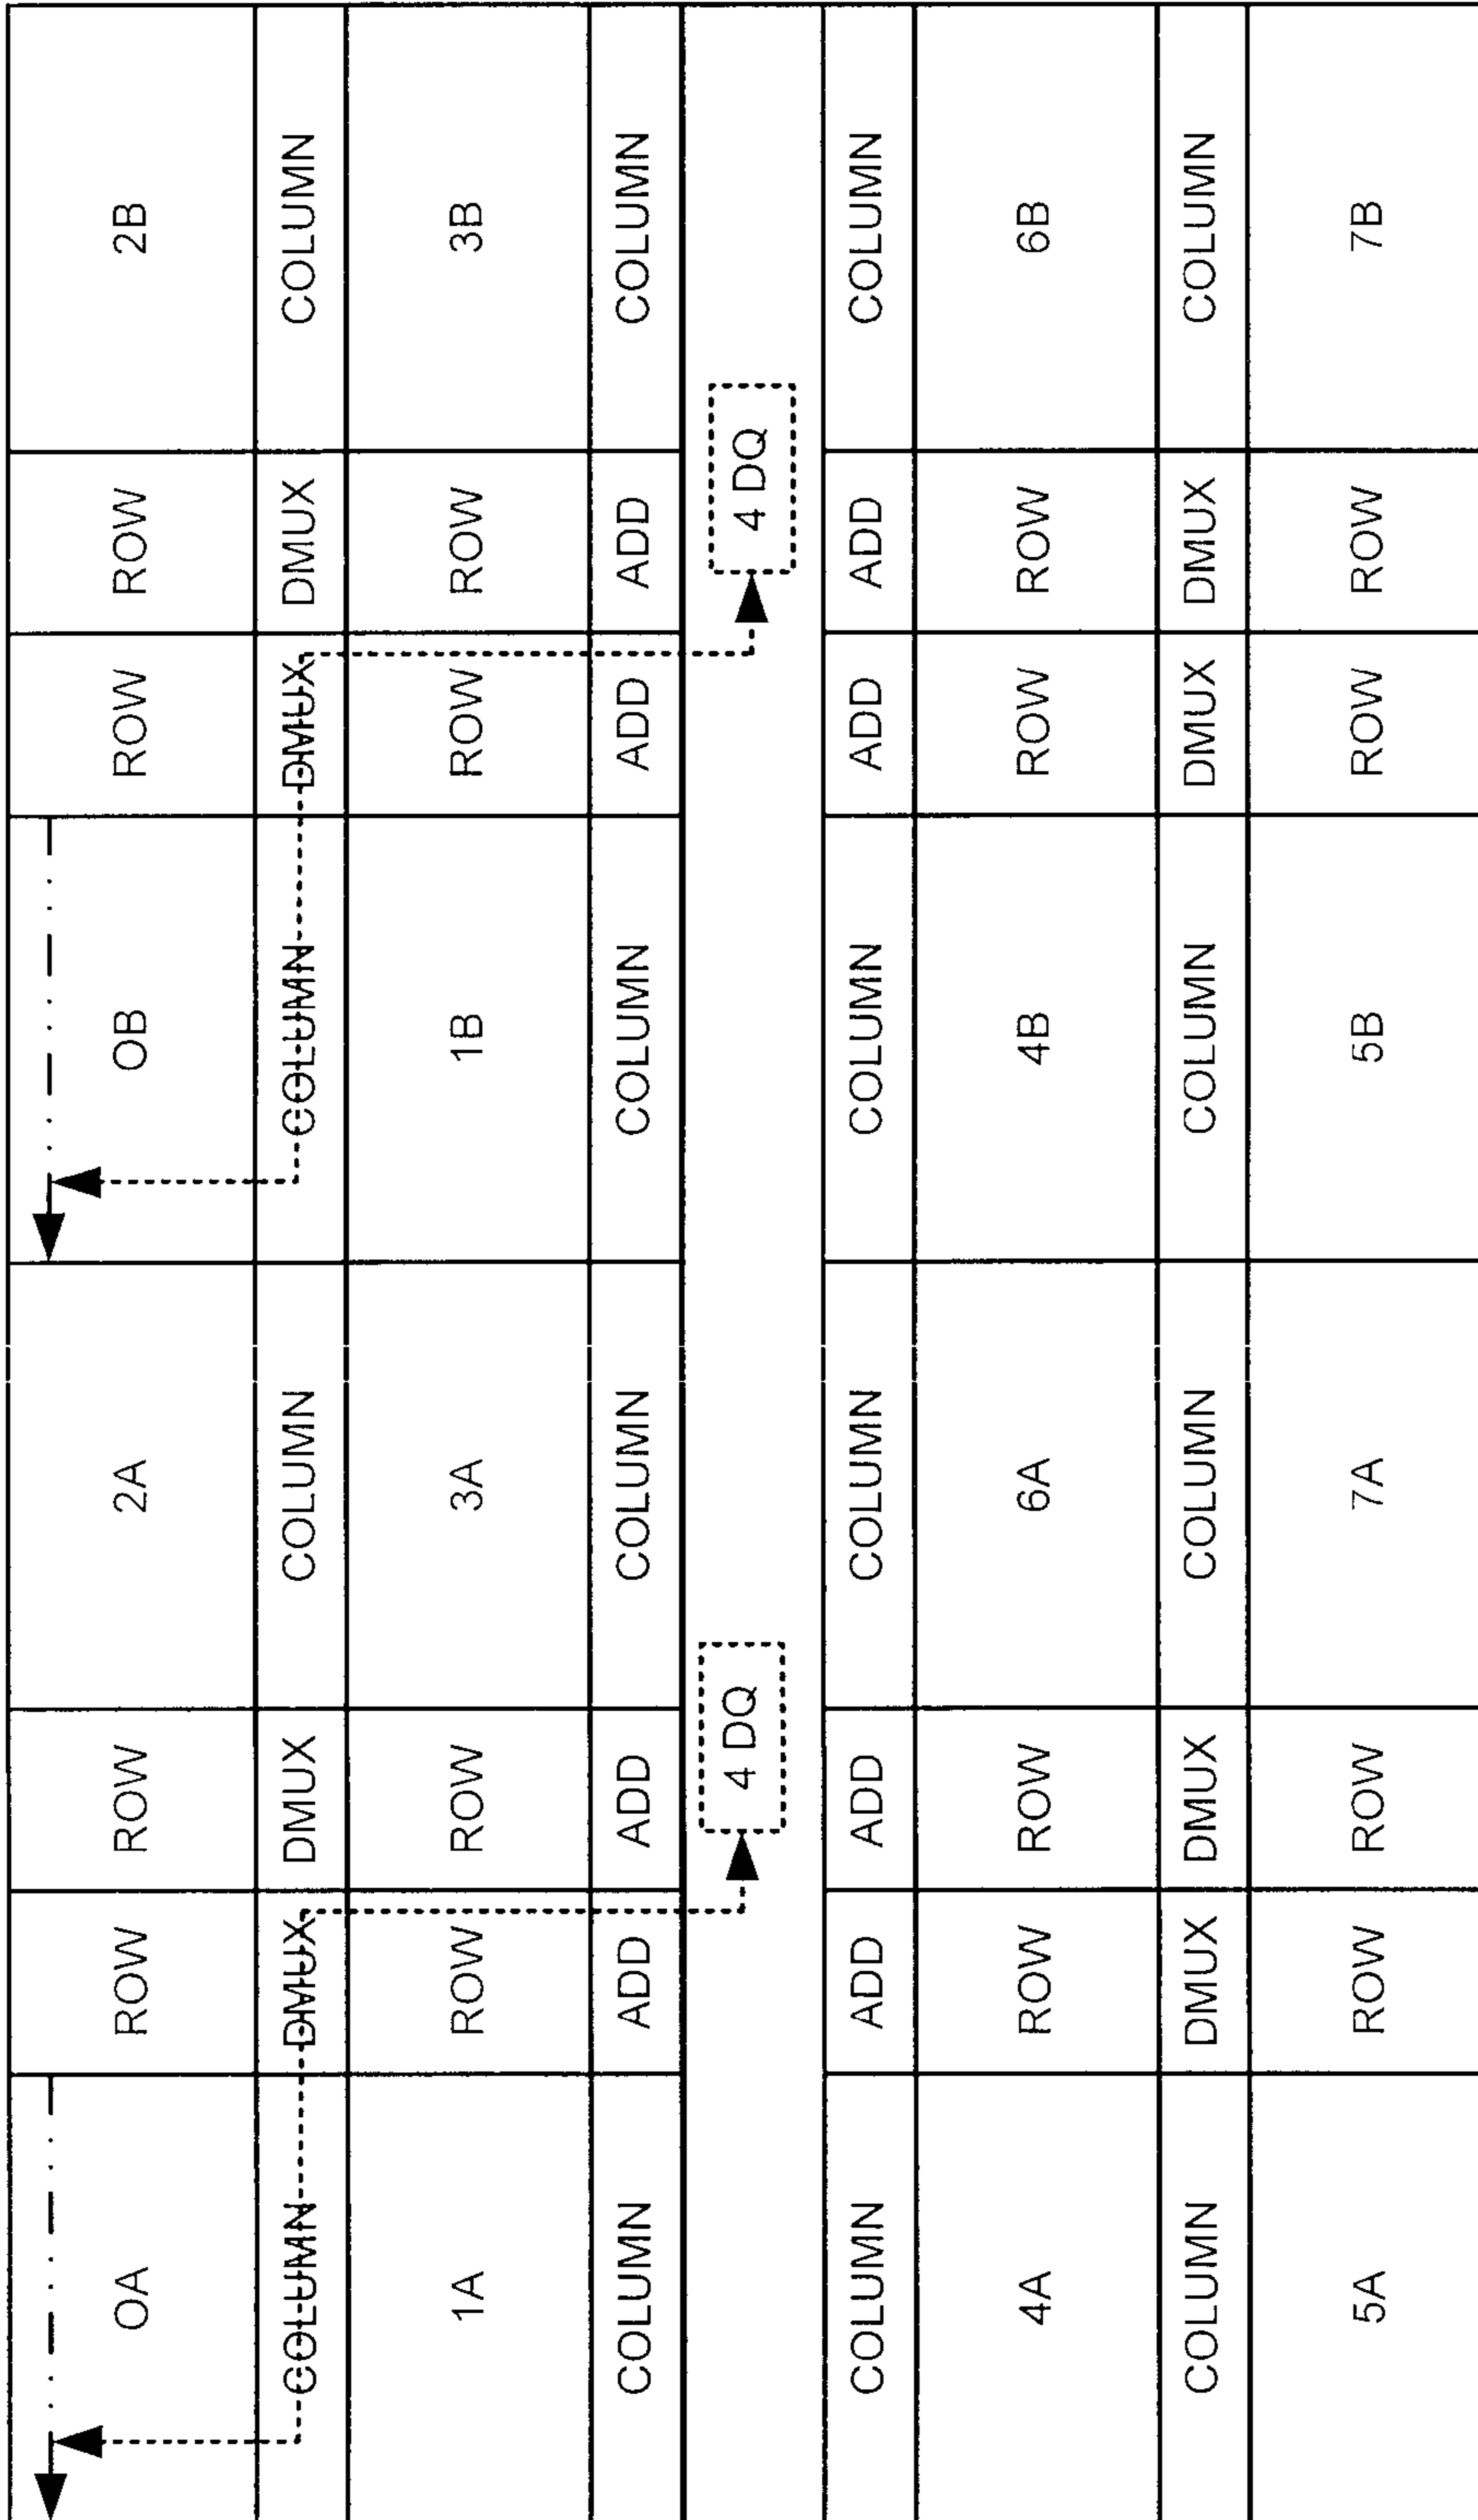 OA ROW ROW 2A OB ROW ROW 2B
COLUMN DMUX DMUX COLUMN COLUMN DMUX DMUX COLUMN
1A ROW ROW 3A 1B ROW ROW 3B
COLUMN ADD ADD COLUMN COLUMN ADD ADD COLUMN
4 DQ 4 DQ
COLUMN ADD ADD COLUMN COLUMN ADD ADD COLUMN
4A ROW ROW 6A 4B ROW ROW 6B
COLUMN DMUX DMUX COLUMN COLUMN DMUX DMUX COLUMN
5A ROW ROW 7A 5B ROW ROW 7B